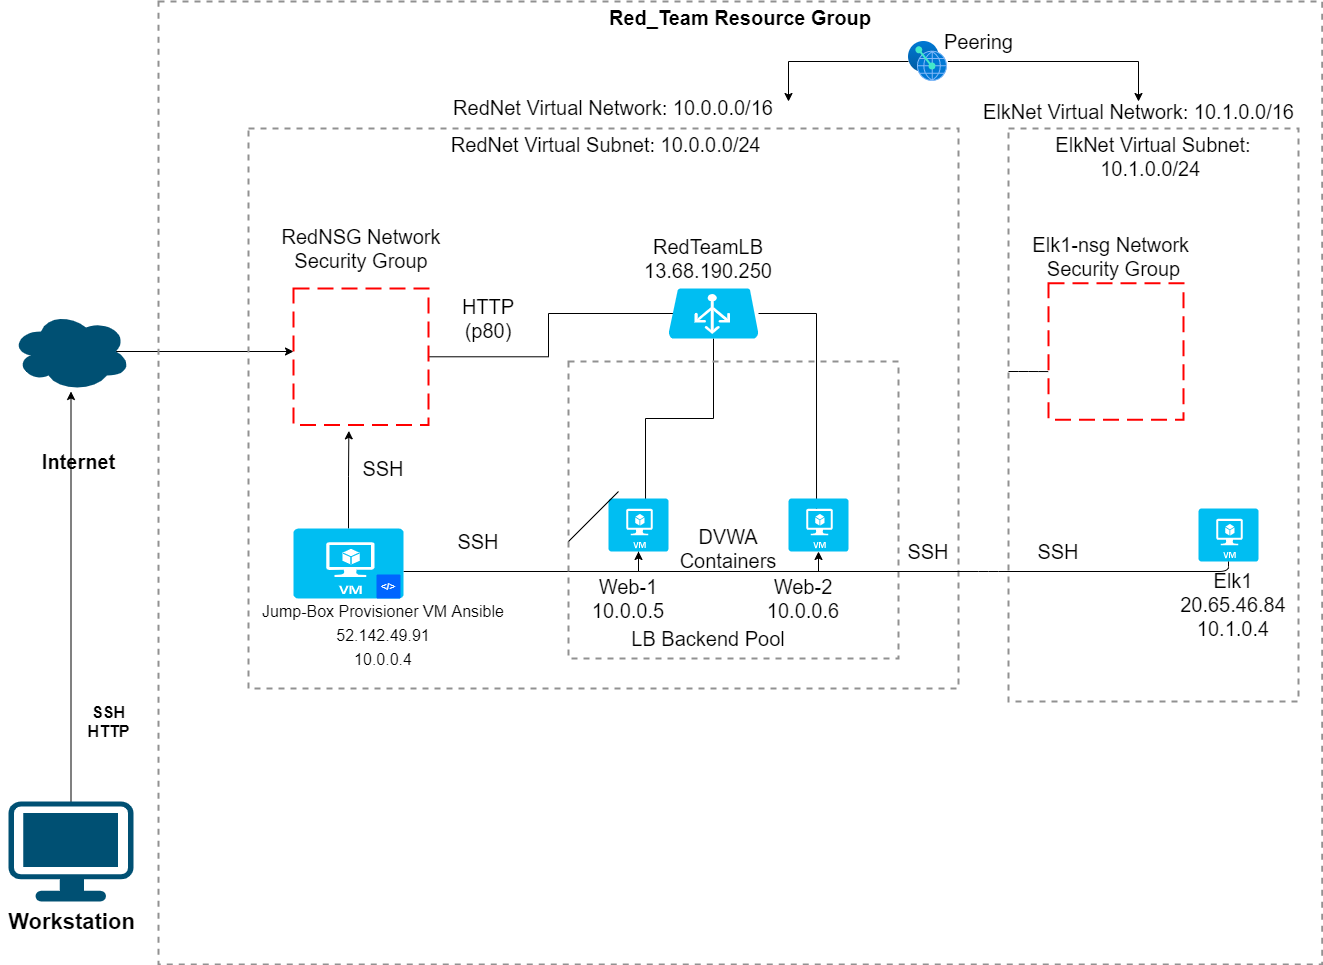 Red_Team Resource Group
Peering
RedNet Virtual Network: 10.0.0.0/16
ElkNet Virtual Network: 10.1.0.0/16
RedNet Virtual Subnet: 10.0.0.0/24
ElkNet Virtual Subnet:
10.1.0.0/24
RedNSG Network
Security Group
RedTeamLB
13.68.190.250
Elk1-nsg Network
Security Group
HTTP
(p80)
Internet
SSH
SSH
VM
VM
DVWA
Containers
SSH
SSH
VM
VM
</>
Jump-Box Provisioner VM Ansible
52.142.49.91
10.0.0.4
Web-1
10.0.0.5
Web-2
10.0.0.6
LB Backend Pool
Elk1
20.65.46.84
10.1.0.4
SSH
HTTP
Workstation